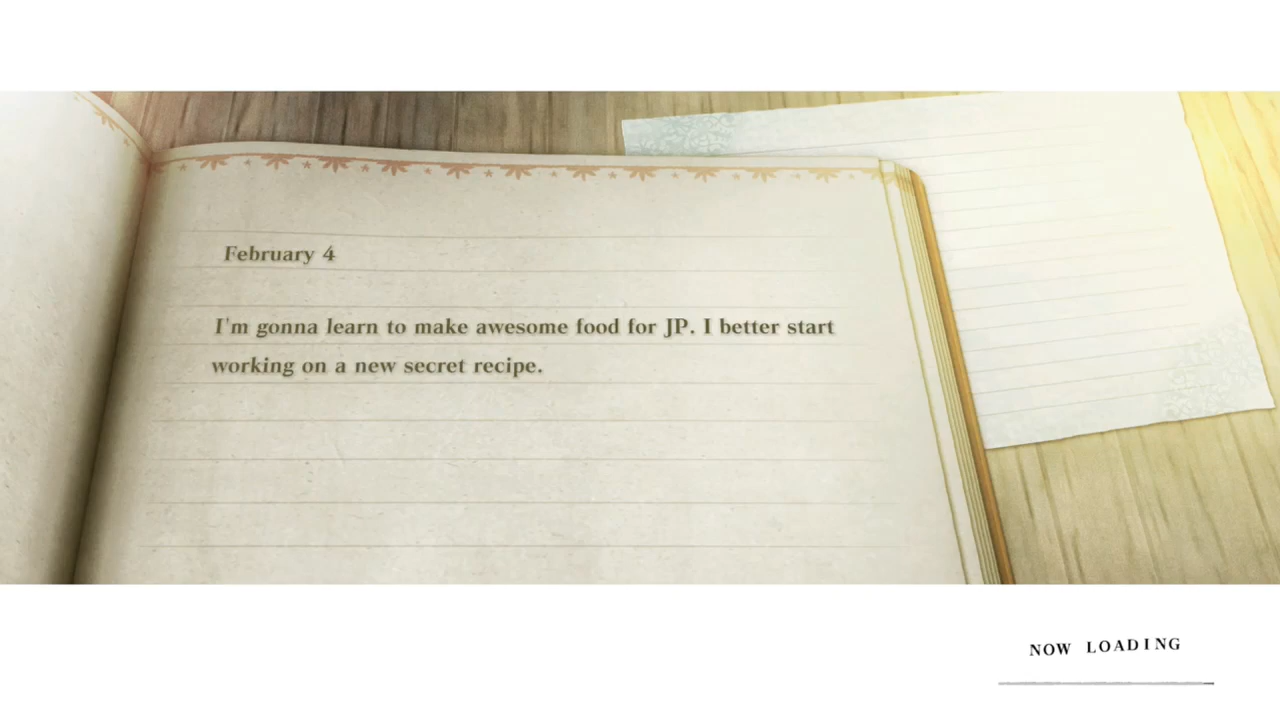 February 4
I'm gonna learn to make awesome food for JP. I better start
working on a new secret recipe.
NOW LOADING